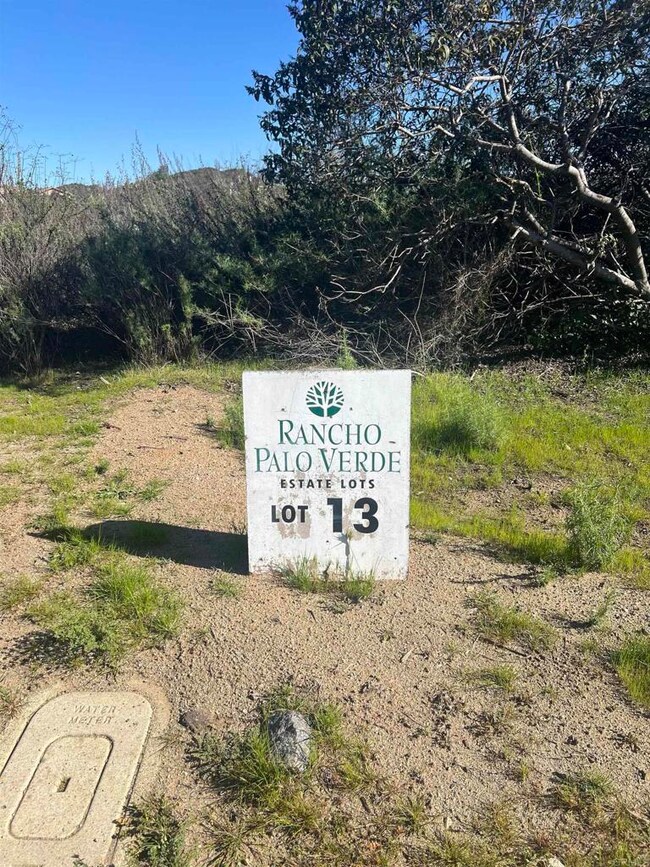 RANCHO
PALO VERDE
ESTATE LOTS
LOT 13
WATER
METER